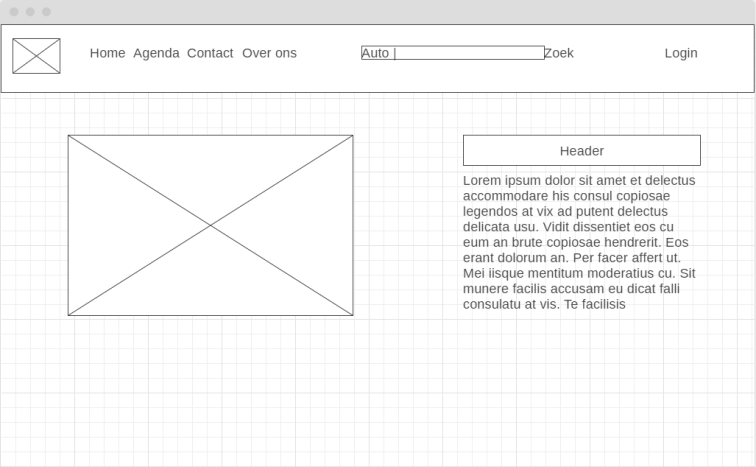 Home Agenda Contact Over ons Auto | Zoek Login
Header
Lorem ipsum dolor sit amet et delectus
accommodare his consul copiosae
legendos at vix ad putent delectus
delicata usu. Vidit dissentiet eos cu
eum an brute copiosae hendrerit. Eos
erant dolorum an. Per facer affert ut.
Mei iisque mentitum moderatius cu. Sit
munere facilis accusam eu dicat falli
consulatu at vis. Te facilisis